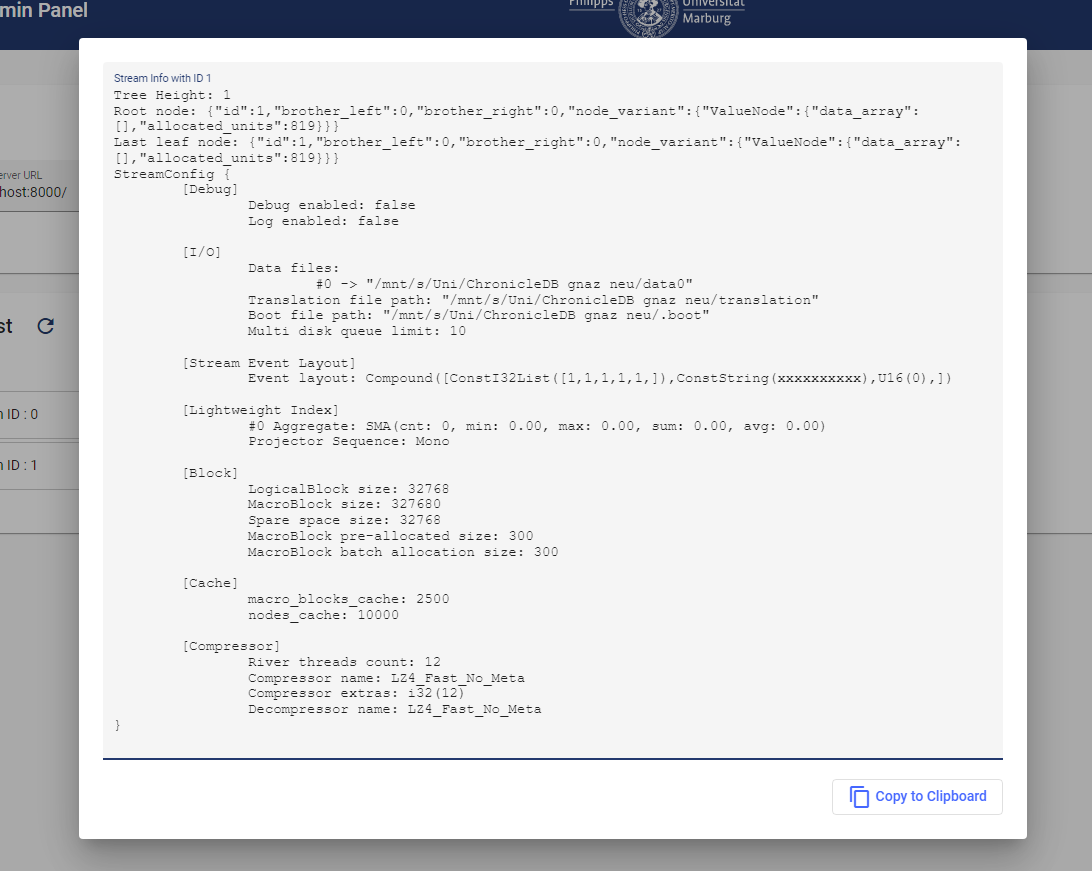 min Panel
Philipps
Universität
Marburg
erver URL
host:8000/
st
n ID : 0
n ID : 1
Stream Info with ID 1
Tree Height: 1
Root node: {"id":1,"brother_left":0,"brother_right":0,"node_variant":{"ValueNode":{"data_array":
[],"allocated_units":819}}}
Last leaf node: {"id":1,"brother_left":0,"brother_right":0,"node_variant":{"ValueNode":{"data_array":
[],"allocated_units":819}}}
StreamConfig {
[Debug]
Debug enabled: false
Log enabled: false
[I/O]
Data files:
#0 -> "/mnt/s/Uni/ChronicleDB gnaz neu/data0"
Translation file path: "/mnt/s/Uni/ChronicleDB gnaz neu/translation"
Boot file path: "/mnt/s/Uni/ChronicleDB gnaz neu/.boot"
Multi disk queue limit: 10
[Stream Event Layout]
Event layout: Compound([ConstI32List([1,1,1,1,1,]),ConstString(xxxxxxxxxx),U16(0),])
[Lightweight Index]
#0 Aggregate: SMA(cnt: 0, min: 0.00, max: 0.00, sum: 0.00, avg: 0.00)
Projector Sequence: Mono
[Block]
LogicalBlock size: 32768
MacroBlock size: 327680
Spare space size: 32768
MacroBlock pre-allocated size: 300
MacroBlock batch allocation size: 300
[Cache]
macro_blocks_cache: 2500
nodes_cache: 10000
[Compressor]
River threads count: 12
Compressor name: LZ4_Fast_No_Meta
Compressor extras: i32(12)
Decompressor name: LZ4_Fast_No_Meta
}
Copy to Clipboard